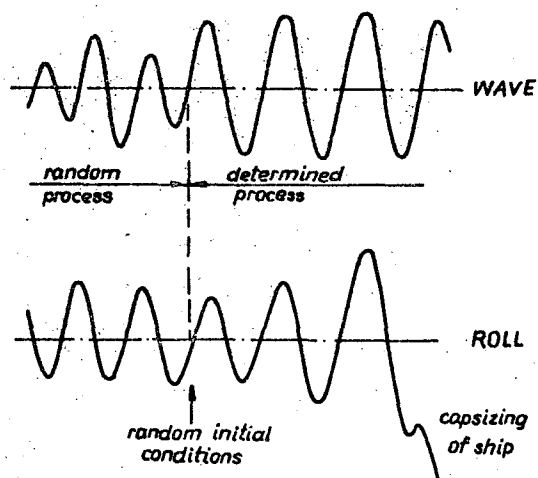 WAVE
random
process
determined
process
ROLL
random initial
conditions
capsizing
of ship